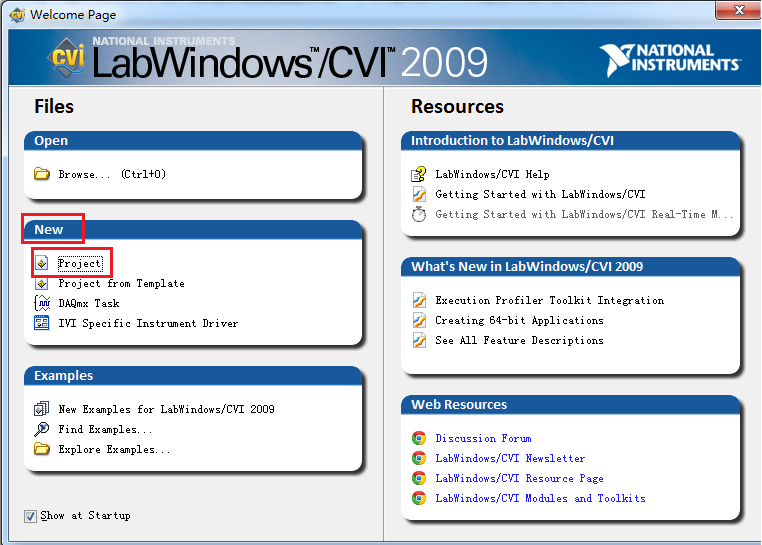 Welcome Page
CVI
NATIONAL INSTRUMENTS
LabWindows™/CVI™ 2009
NATIONAL INSTRUMENTS™
Files
Open
Browse... (Ctrl+O)
New
Project
Project from Template
DAQmx Task
IVI Specific Instrument Driver
Examples
New Examples for LabWindows/CVI 2009
Find Examples...
Explore Examples...
Show at Startup
Resources
Introduction to LabWindows/CVI
LabWindows/CVI Help
Getting Started with LabWindows/CVI
Getting Started with LabWindows/CVI Real-Time M...
What's New in LabWindows/CVI 2009
Execution Profiler Toolkit Integration
Creating 64-bit Applications
See All Feature Descriptions
Web Resources
Discussion Forum
LabWindows/CVI Newsletter
LabWindows/CVI Resource Page
LabWindows/CVI Modules and Toolkits